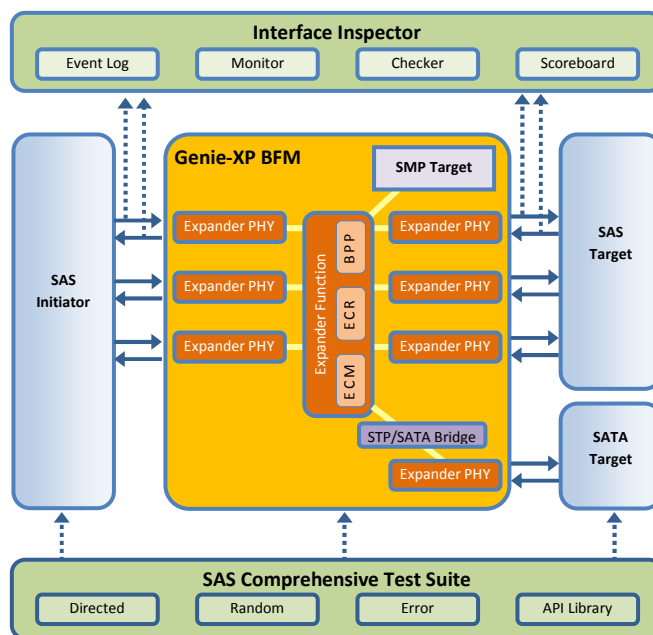 Interface Inspector
Event Log
Monitor
Checker
Scoreboard
Genie-XP BFM
SMP Target
Expander PHY
Expander PHY
BPP
SAS
Initiator
SAS
Target
Expander PHY
Expander Function
ECR
Expander PHY
Expander PHY
Expander PHY
ECM
STP/SATA Bridge
SATA
Target
Expander PHY
SAS Comprehensive Test Suite
Directed
Random
Error
API Library